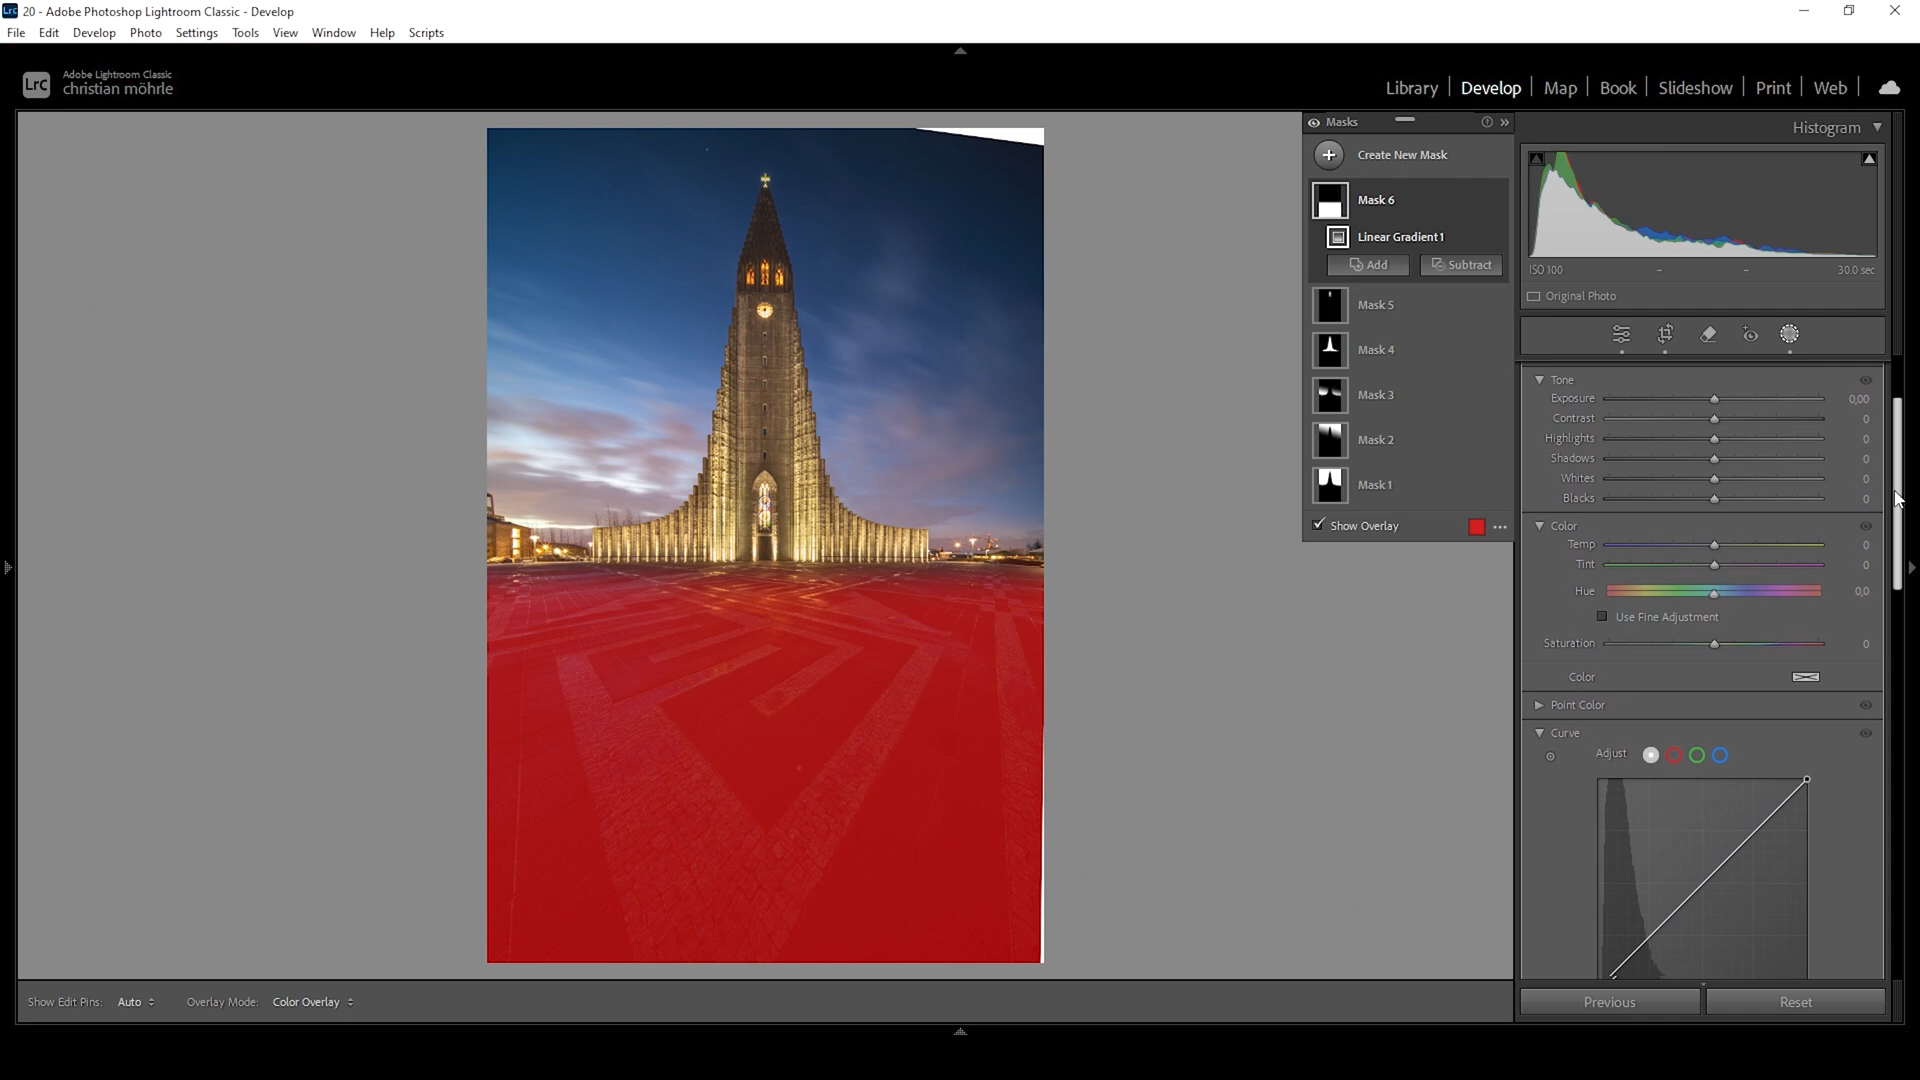 20 - Adobe Photoshop Lightroom Classic - Develop
File Edit Develop Photo Settings Tools View Window Help Scripts
LrC Adobe Lightroom Classic
christian möhrle
Library Develop Map Book Slideshow Print Web
Masks
Create New Mask
Mask 6
Linear Gradient 1
Add Subtract
Mask 5
Mask 4
Mask 3
Mask 2
Mask 1
Show Overlay
Histogram
ISO 100 – – 30.0 sec
Original Photo
Tone
Exposure 0,00
Contrast 0
Highlights 0
Shadows 0
Whites 0
Blacks 0
Color
Temp 0
Tint 0
Hue 0,0
Use Fine Adjustment
Saturation 0
Color
Point Color
Curve
Adjust
Previous Reset
Show Edit Pins: Auto Overlay Mode: Color Overlay